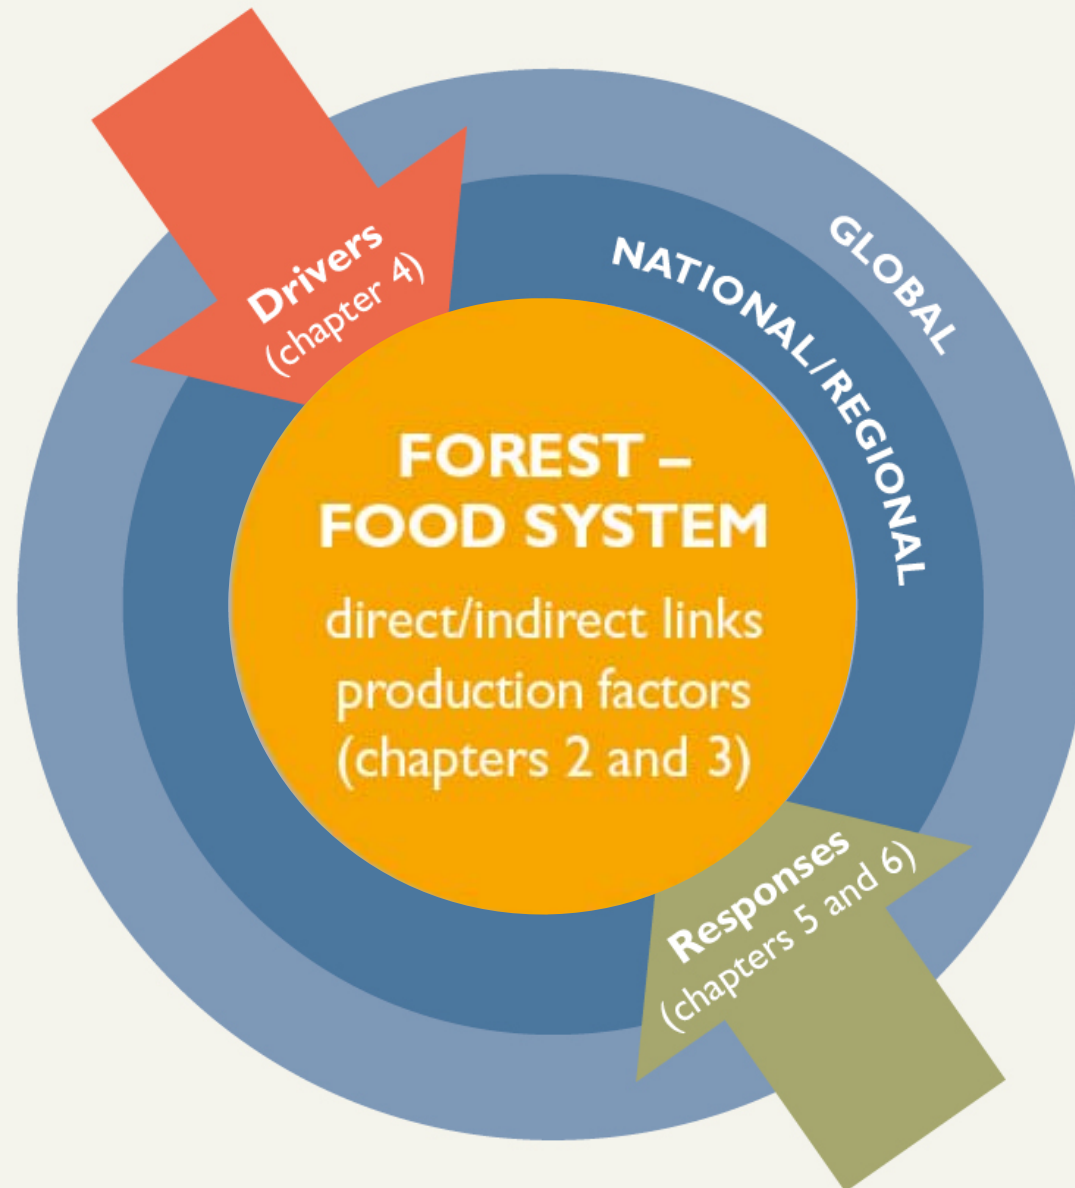 Drivers
(chapter 4)
GLOBAL
NATIONAL/REGIONAL
FOREST –
FOOD SYSTEM
direct/indirect links
production factors
(chapters 2 and 3)
Responses
(chapters 5 and 6)